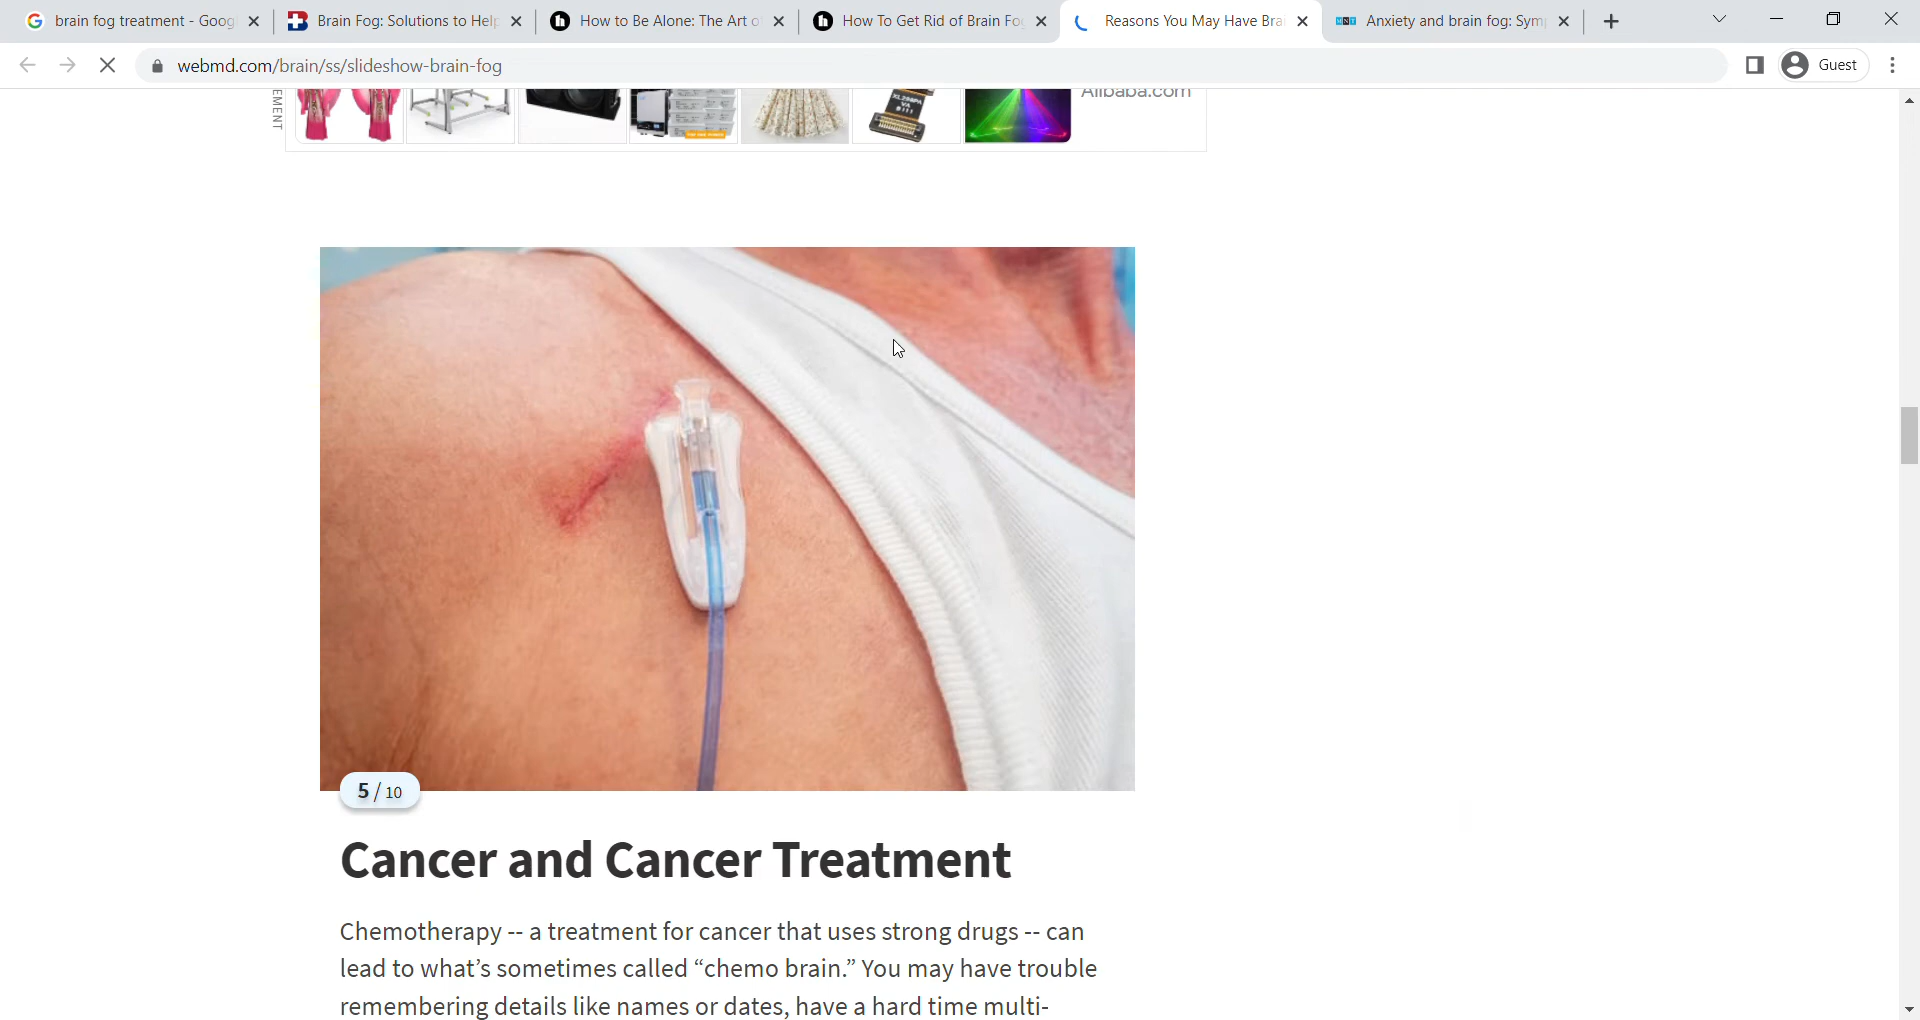 brain fog treatment - Goog
Brain Fog: Solutions to Help
How to Be Alone: The Art o
How To Get Rid of Brain Fo
Reasons You May Have Bra
MNT Anxiety and brain fog: Sym
webmd.com/brain/ss/slideshow-brain-fog
Guest
EMENT
Alibaba.com
5 / 10
Cancer and Cancer Treatment
Chemotherapy -- a treatment for cancer that uses strong drugs -- can
lead to what’s sometimes called “chemo brain.” You may have trouble
remembering details like names or dates, have a hard time multi-